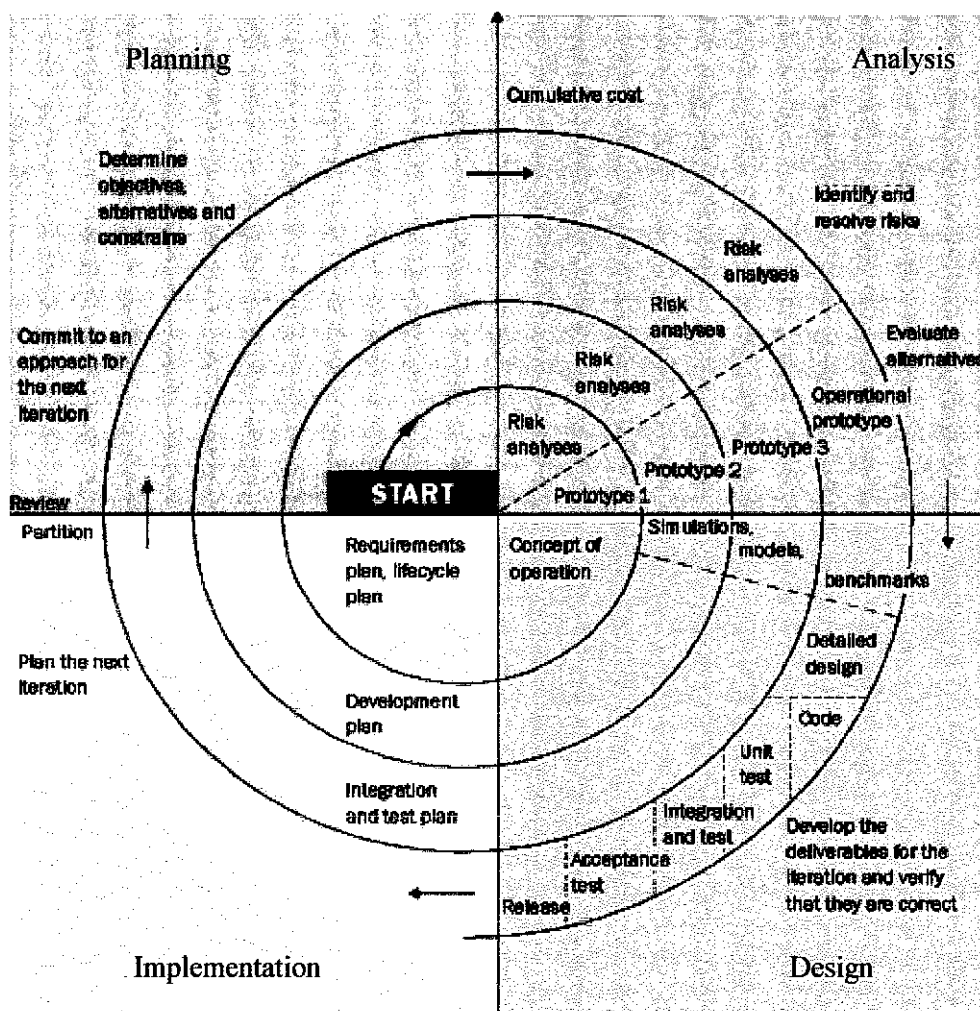 Planning
Analysis
Cumulative cost
Determine
objectives,
alternatives and
constrains
Identify and
resolve risks
Risk
analyses
Risk
analyses
Commit to an
approach for
the next
iteration
Evaluate
alternatives
Risk
analyses
Operational
prototype
Risk
analyses
Prototype 3
Prototype 2
START
Prototype 1
Review
Partition
Simulations,
models,
benchmarks
Requirements
plan, lifecycle
plan
Concept of
operation
Detailed
design
Plan the next
iteration
Development
plan
Code
Unit
test
Integration
and test plan
Integration
and test
Develop the
deliverables for the
iteration and verify
that they are correct
Acceptance
test
Release
Implementation
Design